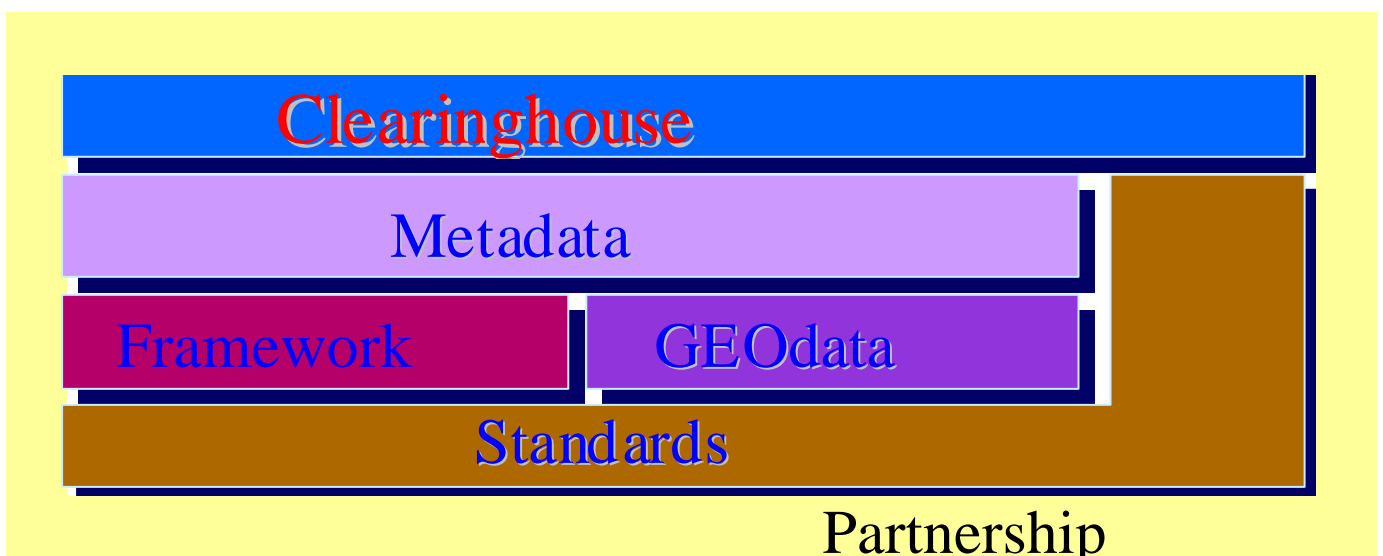 Clearinghouse
Metadata
Framework
GEOdata
Standards
Partnership